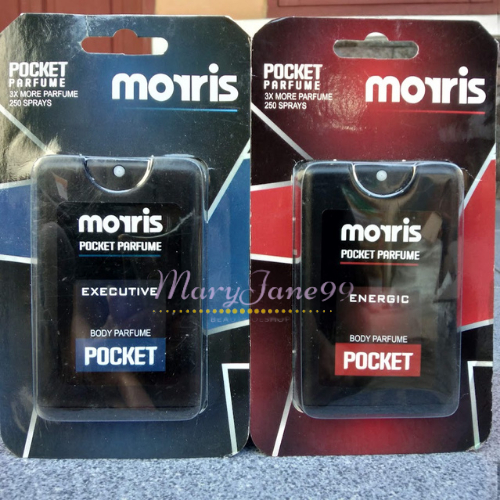 POCKET
PARFUME
3X MORE PARFUME
250 SPRAYS
morris
morris
POCKET PARFUME
EXECUTIVE
BODY PARFUME
POCKET
POCKET
PARFUME
3X MORE PARFUME
250 SPRAYS
morris
morris
POCKET PARFUME
ENERGIC
BODY PARFUME
POCKET
MaryJane99